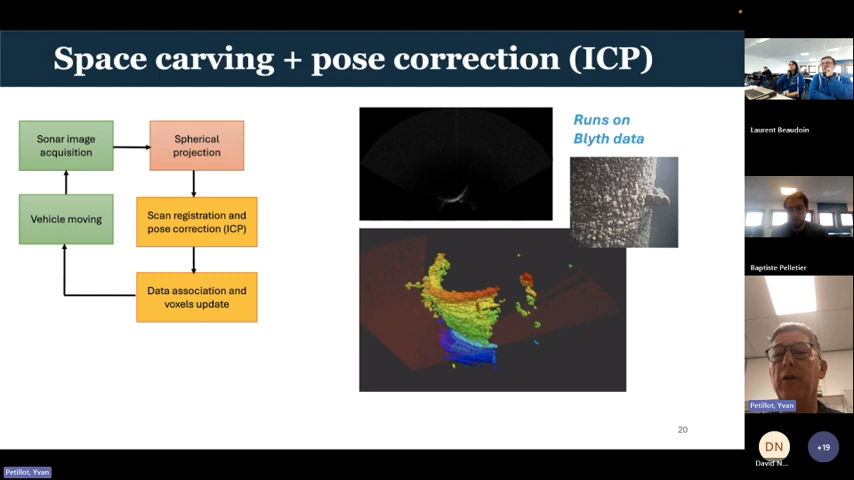 Space carving + pose correction (ICP)
Sonar image
acquisition
Spherical
projection
Vehicle moving
Scan registration and
pose correction (ICP)
Data association and
voxels update
Runs on
Blyth data
20
Laurent Beaudoin
Baptiste Pelletier
Petillot, Yvan
DN
David N...
+19
Petillot, Yvan